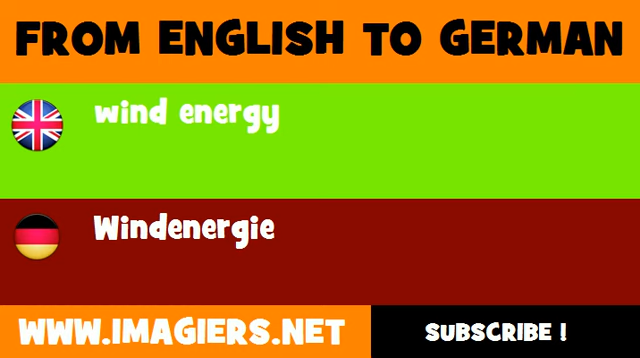 FROM ENGLISH TO GERMAN
wind energy
Windenergie
WWW.IMAGIERS.NET
SUBSCRIBE !